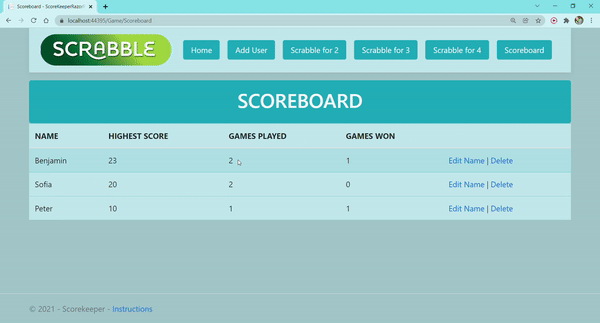 Scoreboard - ScoreKeeperRazor
localhost:44395/Game/Scoreboard
SCRABBLE Home Add User Scrabble for 2 Scrabble for 3 Scrabble for 4 Scoreboard
SCOREBOARD
NAME HIGHEST SCORE GAMES PLAYED GAMES WON
Benjamin 23 2 1 Edit Name | Delete
Sofia 20 2 0 Edit Name | Delete
Peter 10 1 1 Edit Name | Delete
© 2021 - Scorekeeper - Instructions